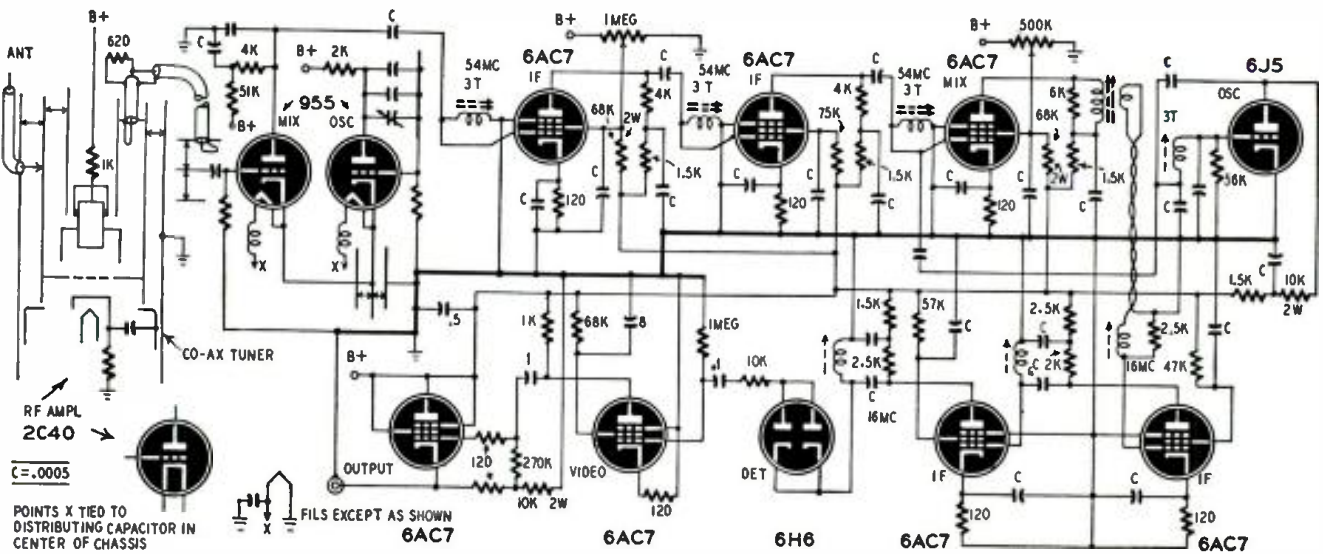 B+
ANT
62Ω
C
4K
51K
B+
1K
955
MIX
OSC
B+
2K
C
X
X
54MC
3T
6AC7
IF
B+
1 MEG
68K
2W
4K
1.5K
C
C
120
C
C
54MC
3T
6AC7
IF
75K
4K
1.5K
C
C
120
C
C
54MC
3T
B+
500K
6AC7
MIX
68K
2W
6K
1.5K
C
C
120
C
C
3T
C
56K
6J5
OSC
C
1.5K
10K
2W
CO-AX TUNER
RF AMPL
2C40
C=.0005
POINTS X TIED TO
DISTRIBUTING CAPACITOR IN
CENTER OF CHASSIS
X
FILS EXCEPT AS SHOWN
.5
B+
OUTPUT
6AC7
120
270K
10K 2W
1K
68K
8
.1
VIDEO
120
6AC7
1MEG
.1
10K
DET
6H6
1.5K
2.5K
C
16MC
57K
C
2.5K
C
2K
C
16MC
2.5K
47K
C
IF
120
C
6AC7
C
IF
120
6AC7